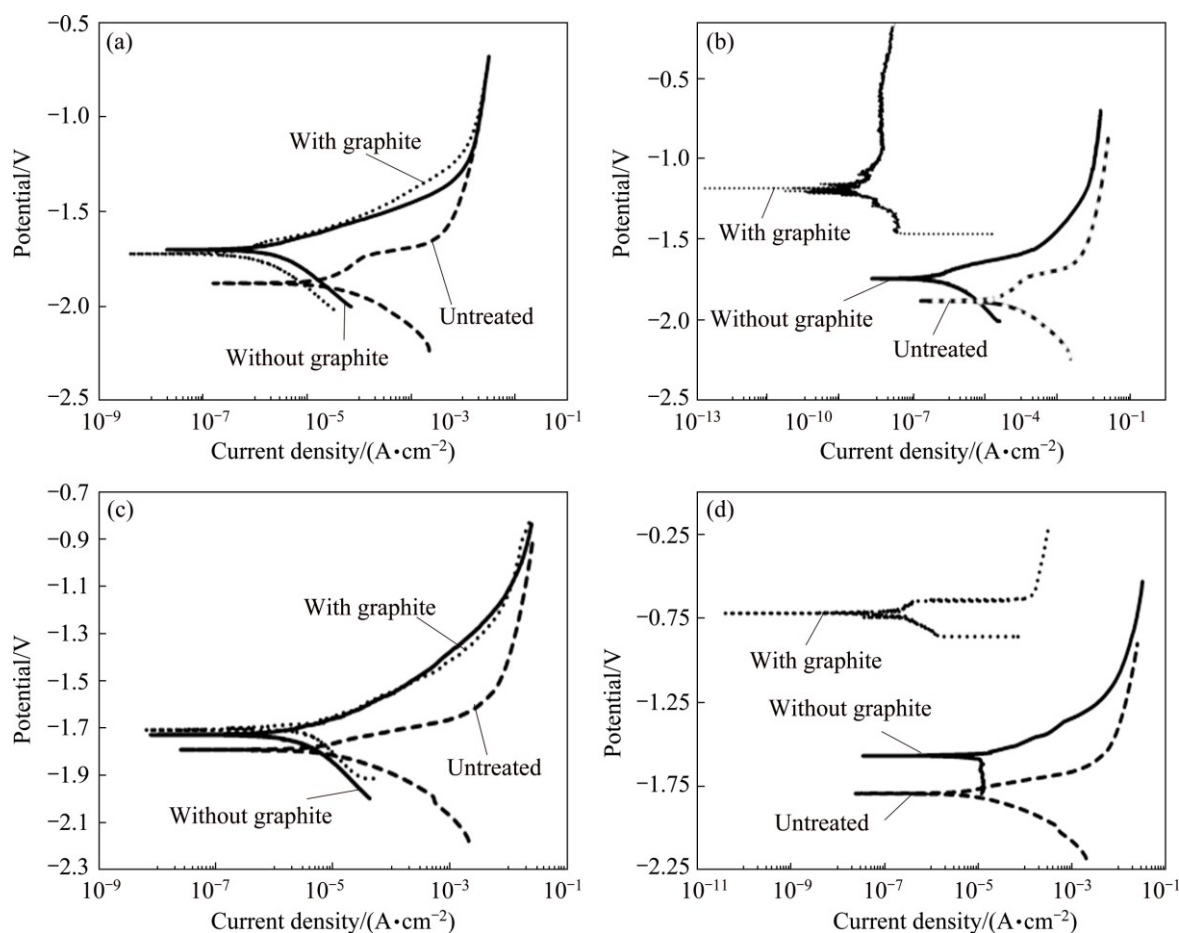 (a)
Potential/V
−0.5
−1.0
−1.5
−2.0
−2.5
With graphite
Untreated
Without graphite
10⁻⁹ 10⁻⁷ 10⁻⁵ 10⁻³ 10⁻¹
Current density/(A•cm⁻²)
(b)
Potential/V
−0.5
−1.0
−1.5
−2.0
−2.5
With graphite
Without graphite
Untreated
10⁻¹³ 10⁻¹⁰ 10⁻⁷ 10⁻⁴ 10⁻¹
Current density/(A•cm⁻²)
(c)
Potential/V
−0.7
−0.9
−1.1
−1.3
−1.5
−1.7
−1.9
−2.1
−2.3
With graphite
Untreated
Without graphite
10⁻⁹ 10⁻⁷ 10⁻⁵ 10⁻³ 10⁻¹
Current density/(A•cm⁻²)
(d)
Potential/V
−0.25
−0.75
−1.25
−1.75
−2.25
With graphite
Without graphite
Untreated
10⁻¹¹ 10⁻⁹ 10⁻⁷ 10⁻⁵ 10⁻³ 10⁻¹
Current density/(A•cm⁻²)